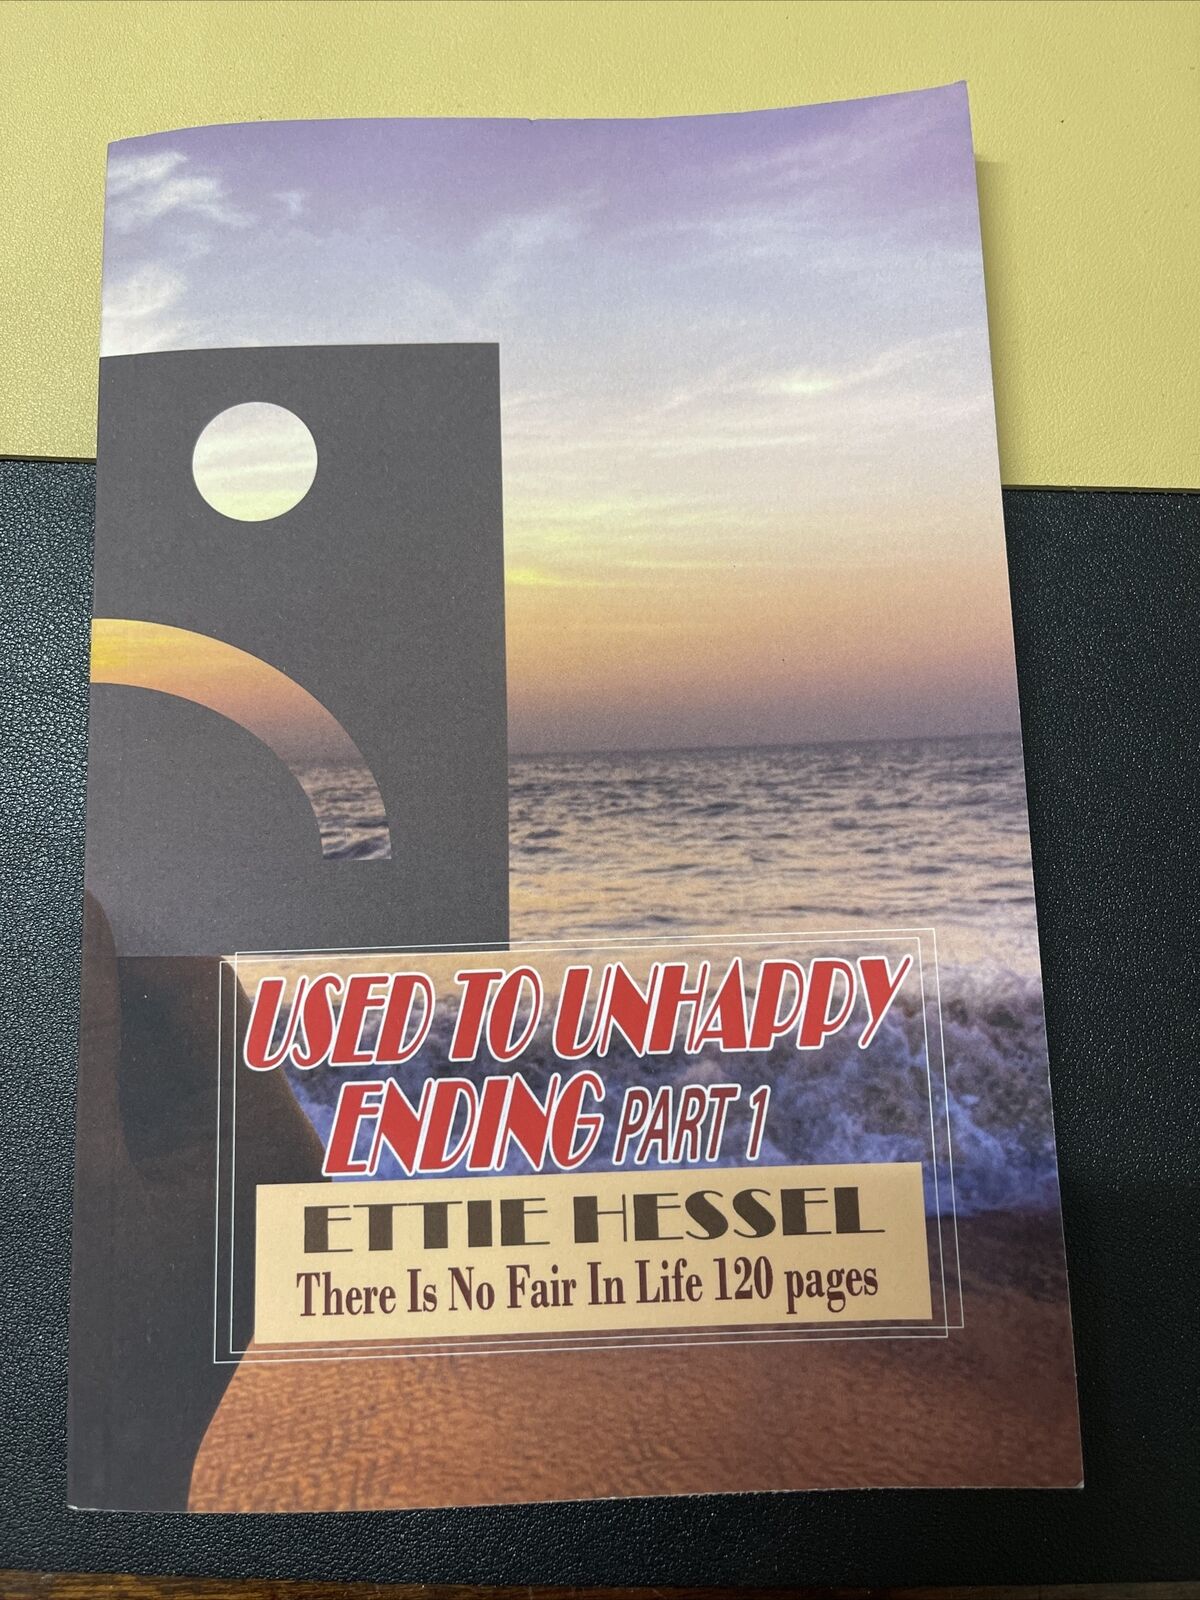 USED TO UNHAPPY
ENDING PART 1
ETTIE HESSEL
There Is No Fair In Life 120 pages